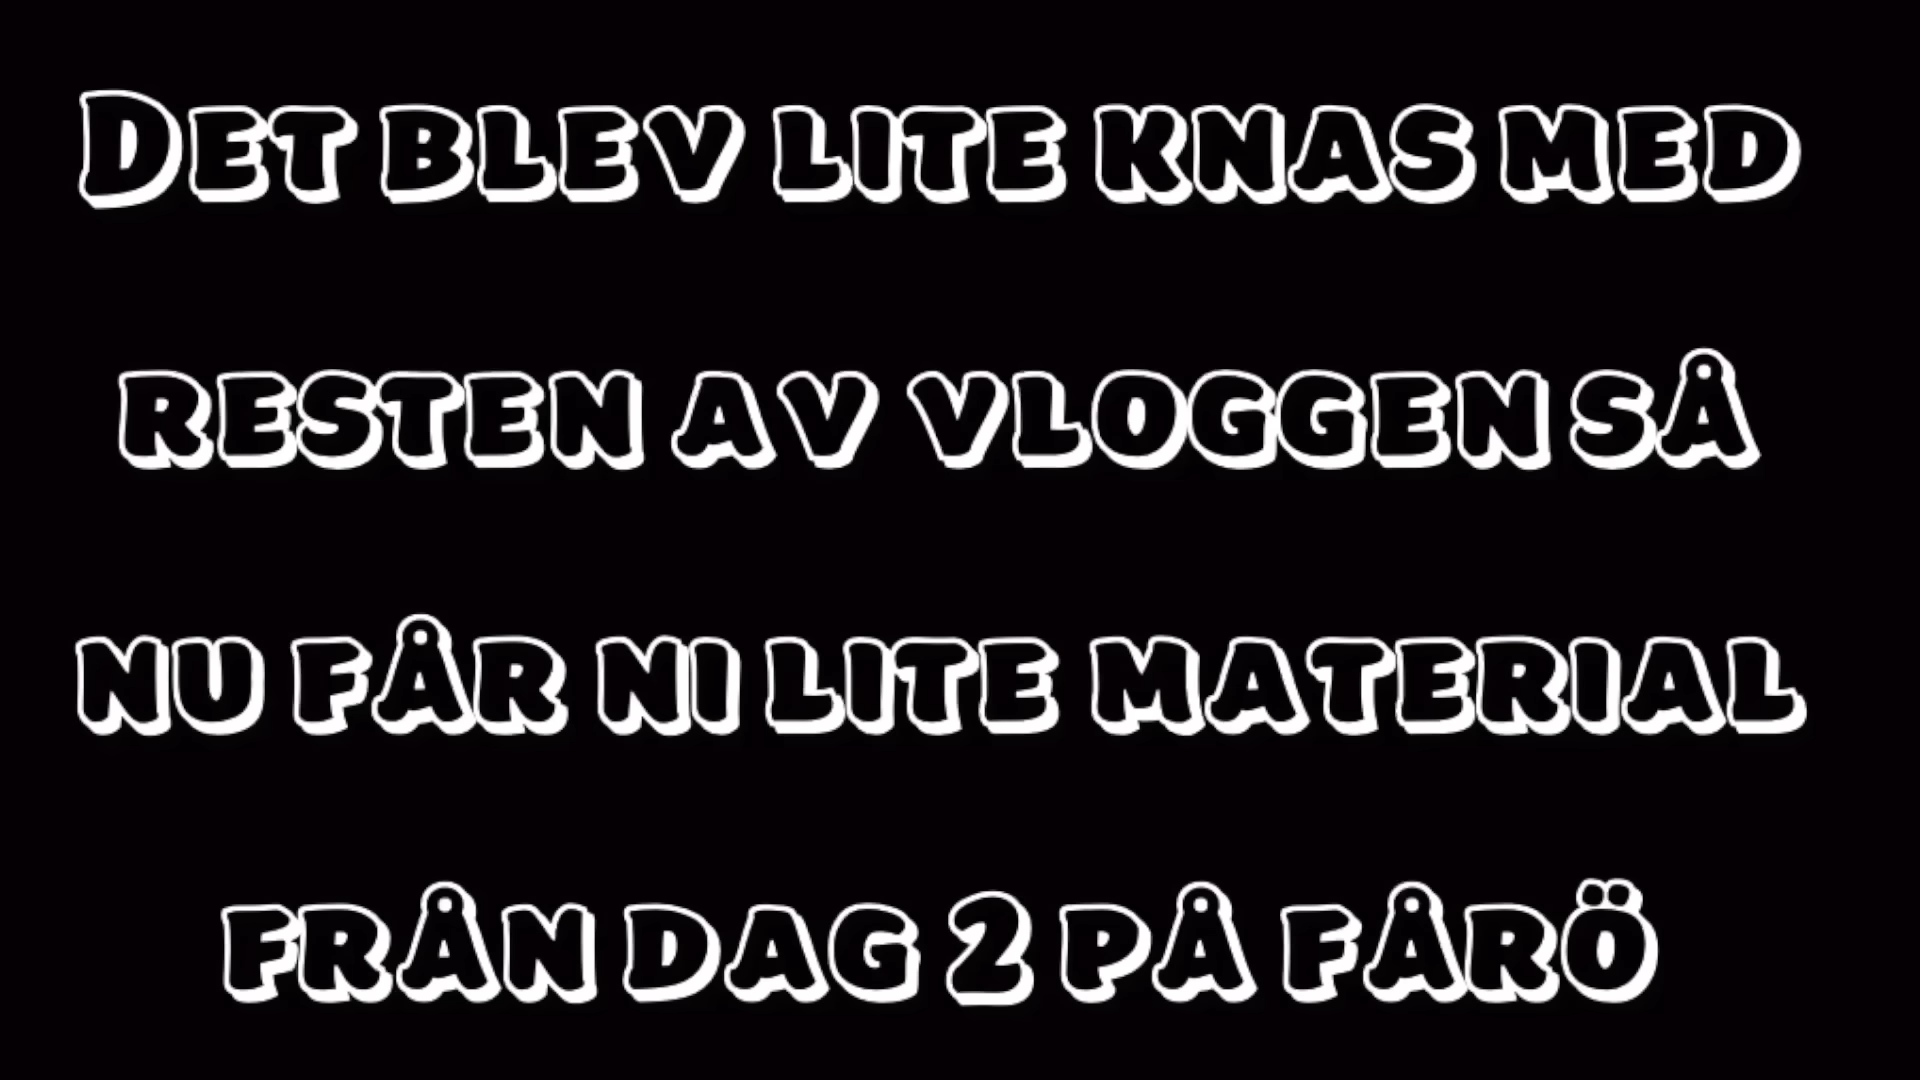 Det blev lite knas med
resten av vloggen så
nu får ni lite material
från dag 2 på fårö